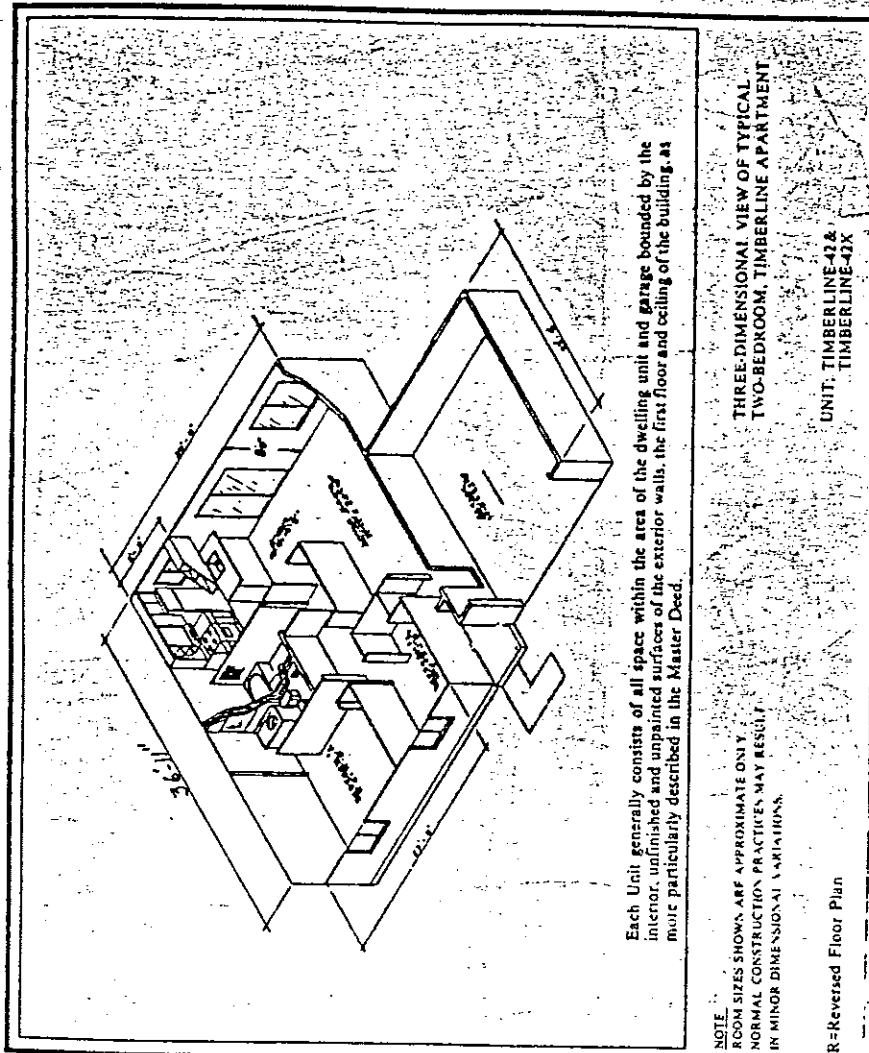 36'-11"
Each Unit generally consists of all space within the area of the dwelling unit and garage bounded by the
interior, unfinished and unpainted surfaces of the exterior walls, the first floor and ceiling of the building, as
more particularly described in the Master Deed.
NOTE:
ROOM SIZES SHOWN ARE APPROXIMATE ONLY.
NORMAL CONSTRUCTION PRACTICES MAY RESULT
IN MINOR DIMENSIONAL VARIATIONS.
THREE-DIMENSIONAL VIEW OF TYPICAL
TWO-BEDROOM, TIMBERLINE APARTMENT
UNIT: TIMBERLINE-42 &
TIMBERLINE-42X
R=Reversed Floor Plan